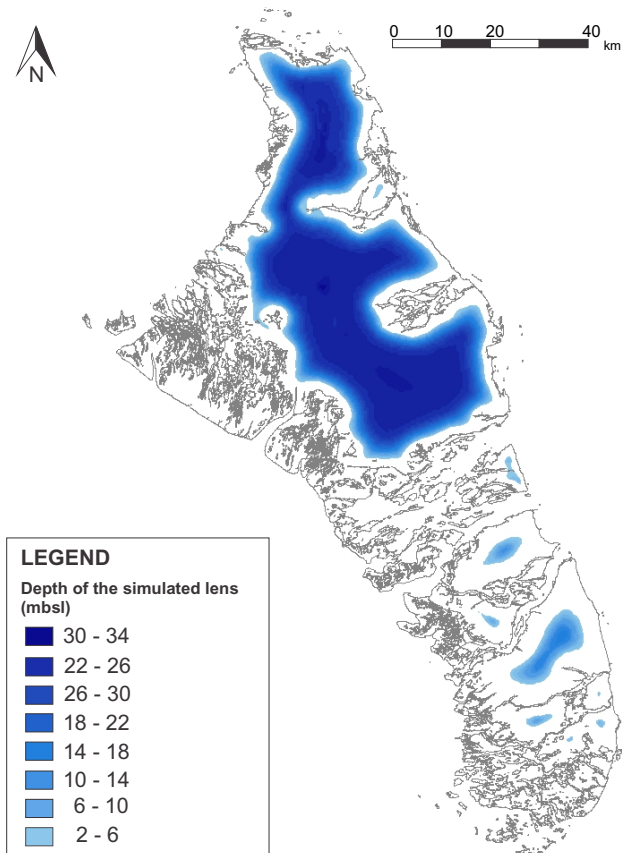 N
0 10 20 40
km
LEGEND
Depth of the simulated lens
(mbsl)
30 - 34
22 - 26
26 - 30
18 - 22
14 - 18
10 - 14
6 - 10
2 - 6